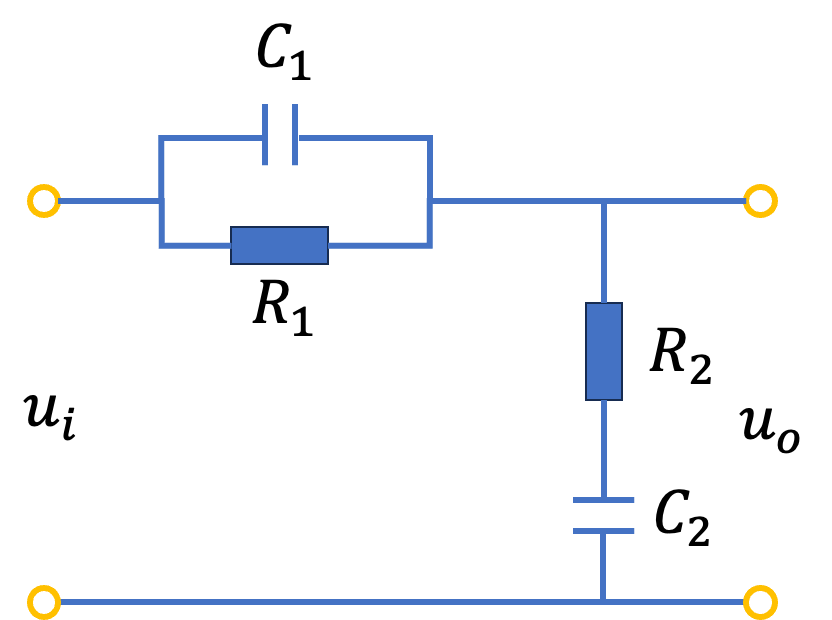 C₁
R₁
R₂
uᵢ
uₒ
C₂